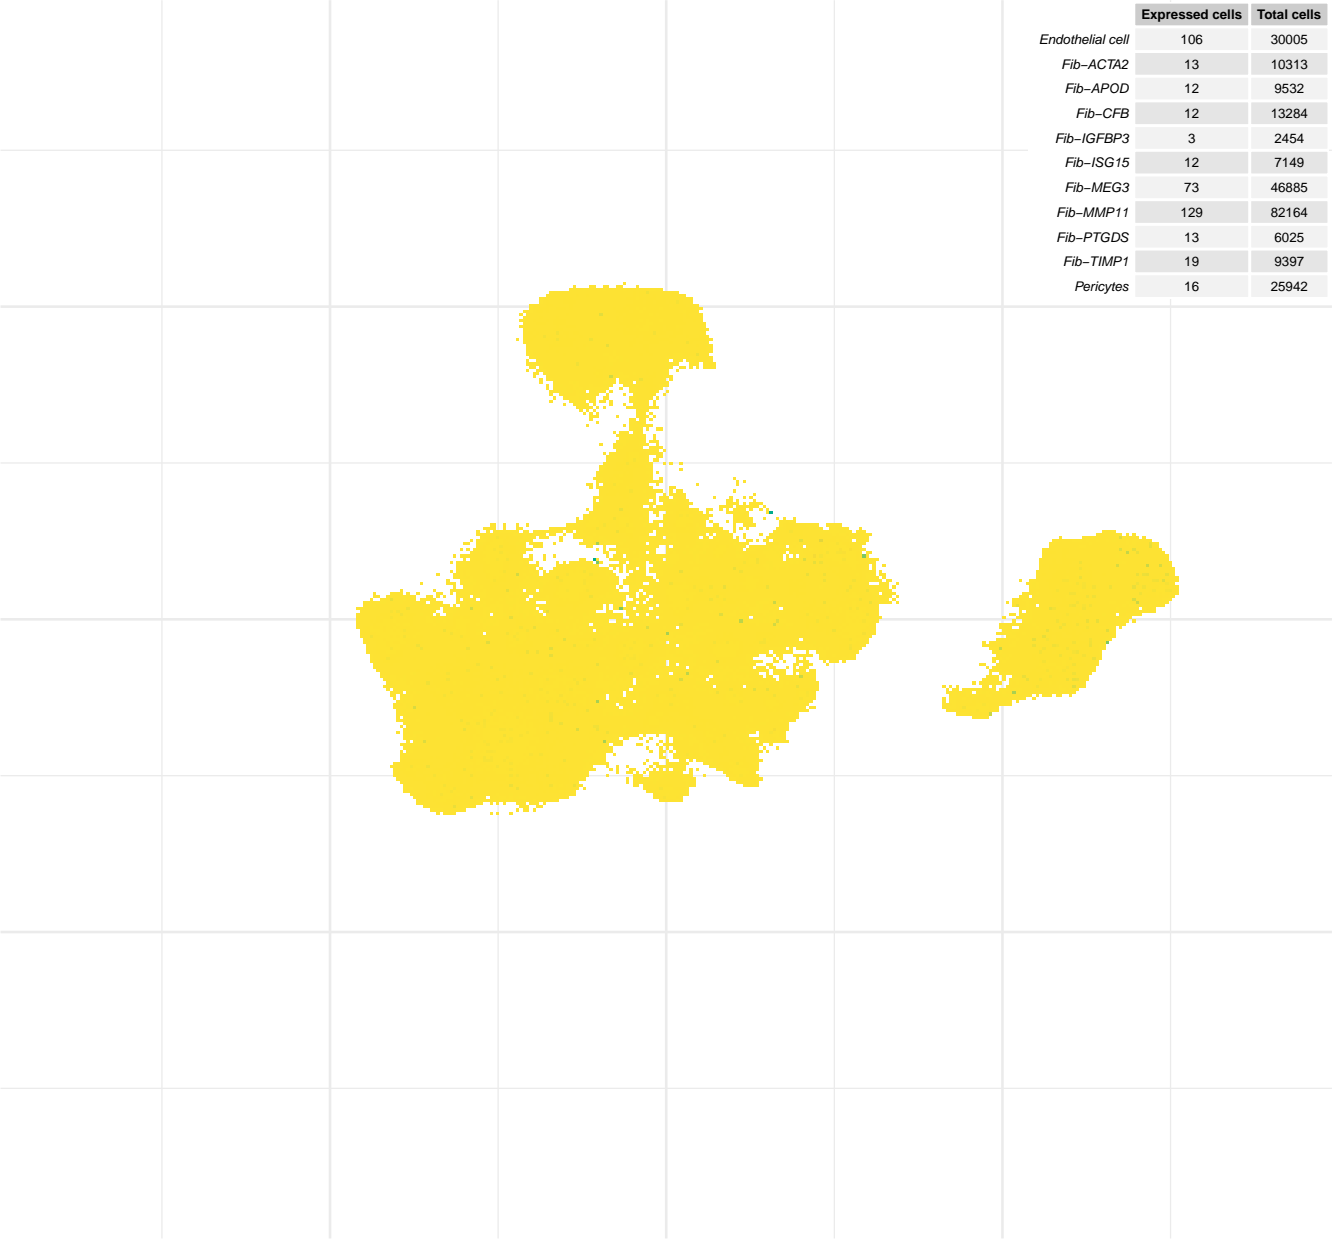 Expressed cells Total cells
Endothelial cell 106 30005
Fib−ACTA2 13 10313
Fib−APOD 12 9532
Fib−CFB 12 13284
Fib−IGFBP3 3 2454
Fib−ISG15 12 7149
Fib−MEG3 73 46885
Fib−MMP11 129 82164
Fib−PTGDS 13 6025
Fib−TIMP1 19 9397
Pericytes 16 25942